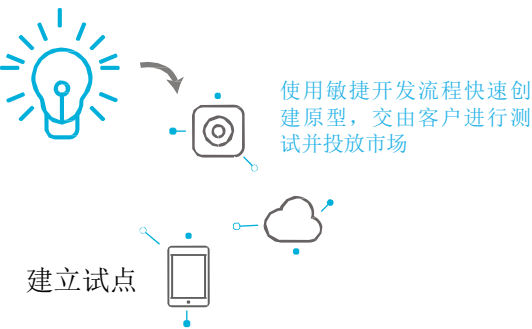 使用敏捷开发流程快速创
建原型，交由客户进行测
试并投放市场
建立试点